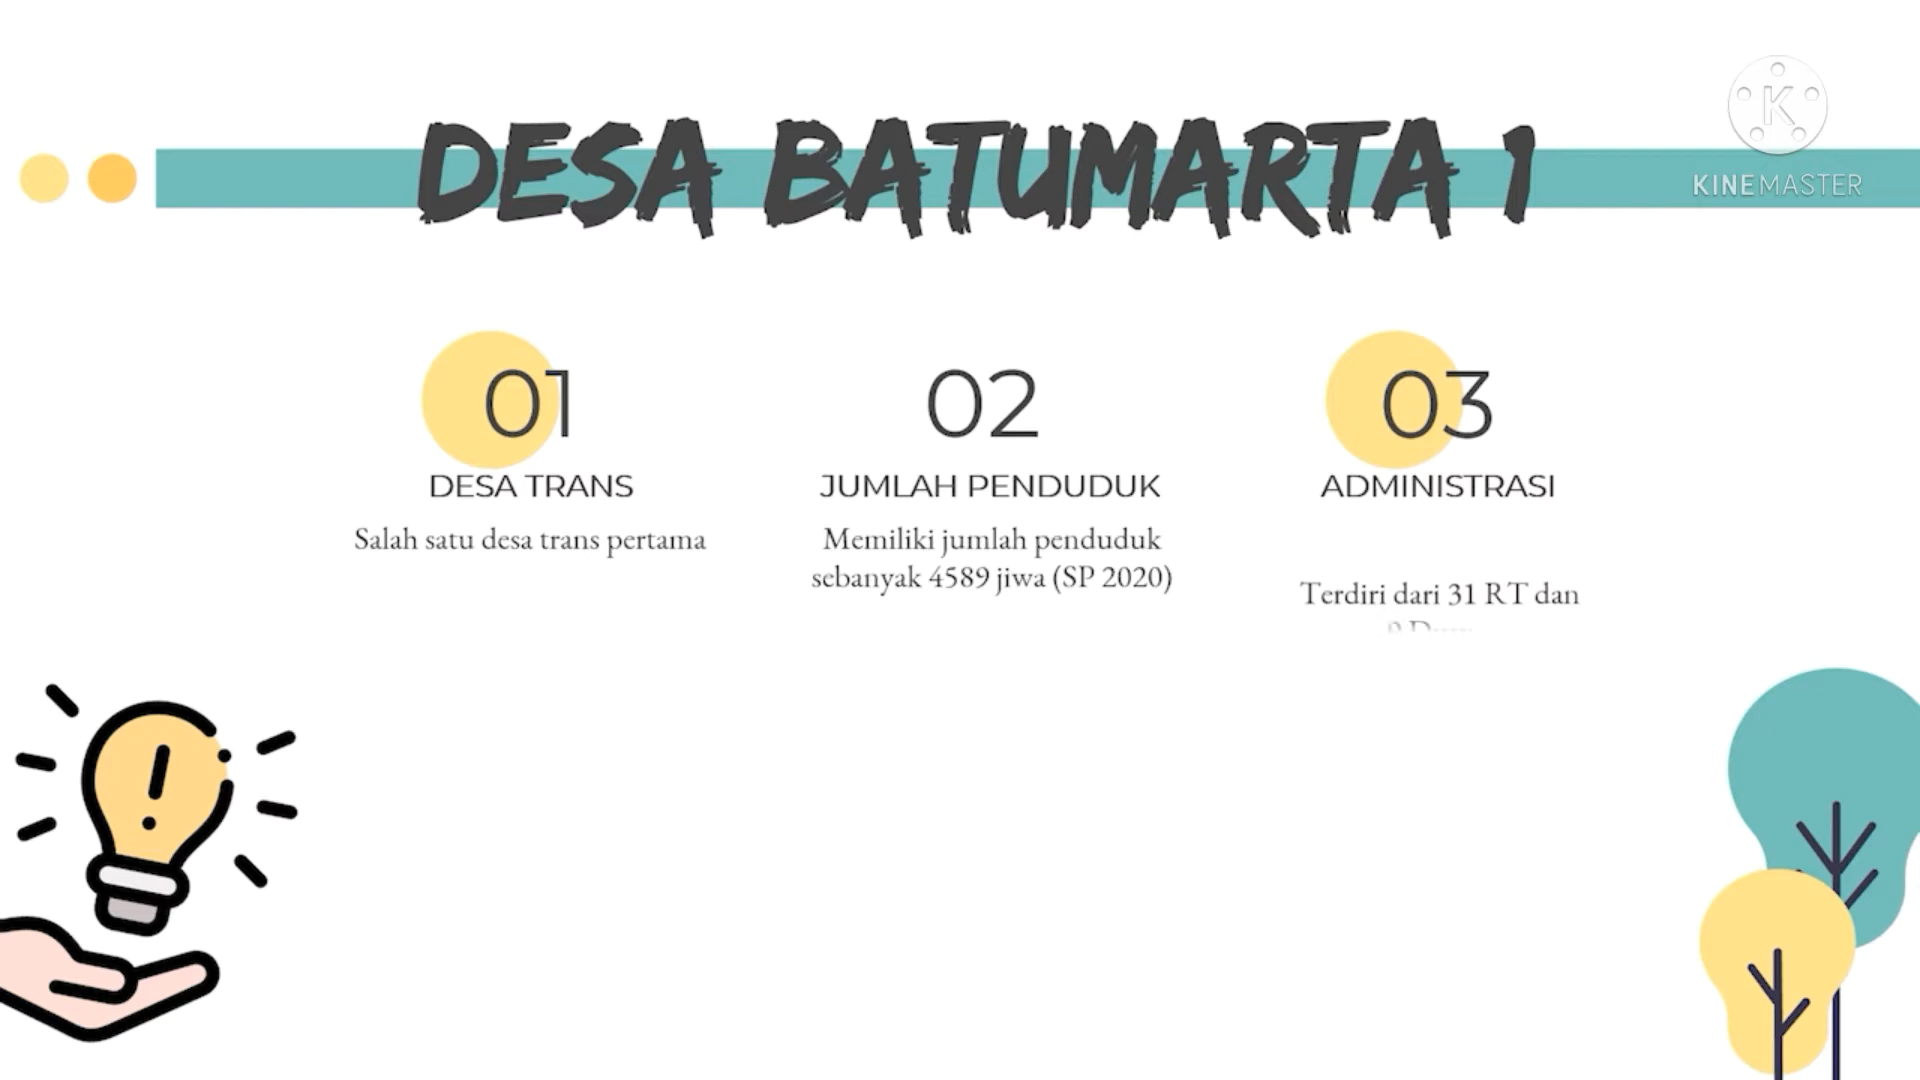 DESA BATUMARTA 1
KINEMASTER
01
DESA TRANS
Salah satu desa trans pertama
02
JUMLAH PENDUDUK
Memiliki jumlah penduduk
sebanyak 4589 jiwa (SP 2020)
03
ADMINISTRASI
Terdiri dari 31 RT dan